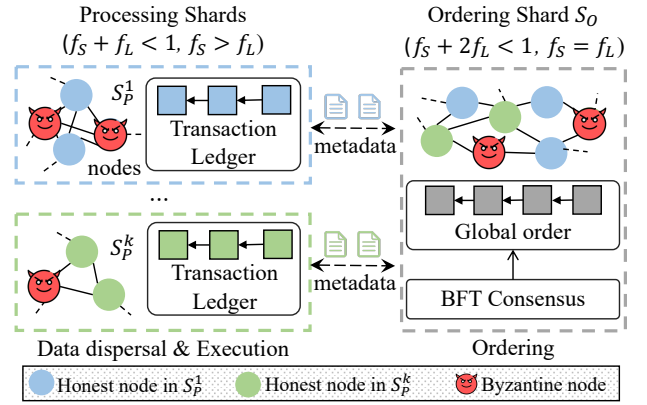 Processing Shards
(f_S + f_L < 1, f_S > f_L)
Ordering Shard S_O
(f_S + 2f_L < 1, f_S = f_L)
S_P^1
nodes
Transaction
Ledger
metadata
...
S_P^k
Transaction
Ledger
metadata
Global order
BFT Consensus
Data dispersal & Execution
Ordering
Honest node in S_P^1
Honest node in S_P^k
Byzantine node